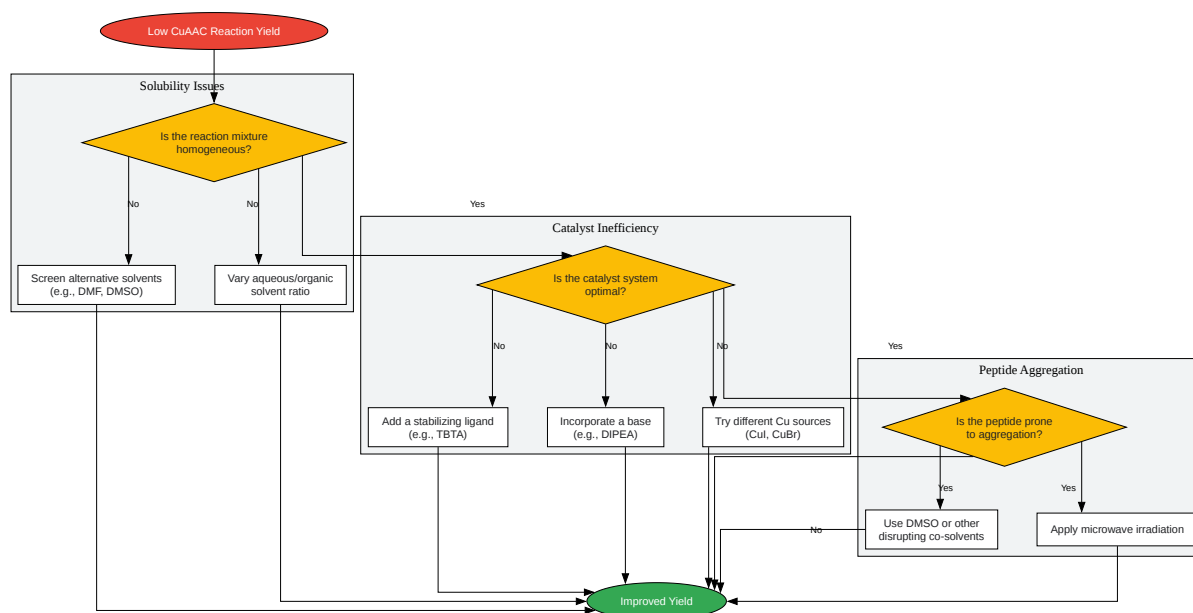 Low CuAAC Reaction Yield
Solubility Issues
Is the reaction mixture
homogeneous?
No
No
Yes
Screen alternative solvents
(e.g., DMF, DMSO)
Vary aqueous/organic
solvent ratio
Catalyst Inefficiency
Is the catalyst system
optimal?
No
No
No
Yes
Add a stabilizing ligand
(e.g., TBTA)
Incorporate a base
(e.g., DIPEA)
Try different Cu sources
(CuI, CuBr)
Peptide Aggregation
Is the peptide prone
to aggregation?
Yes
Yes
No
Use DMSO or other
disrupting co-solvents
Apply microwave irradiation
Improved Yield